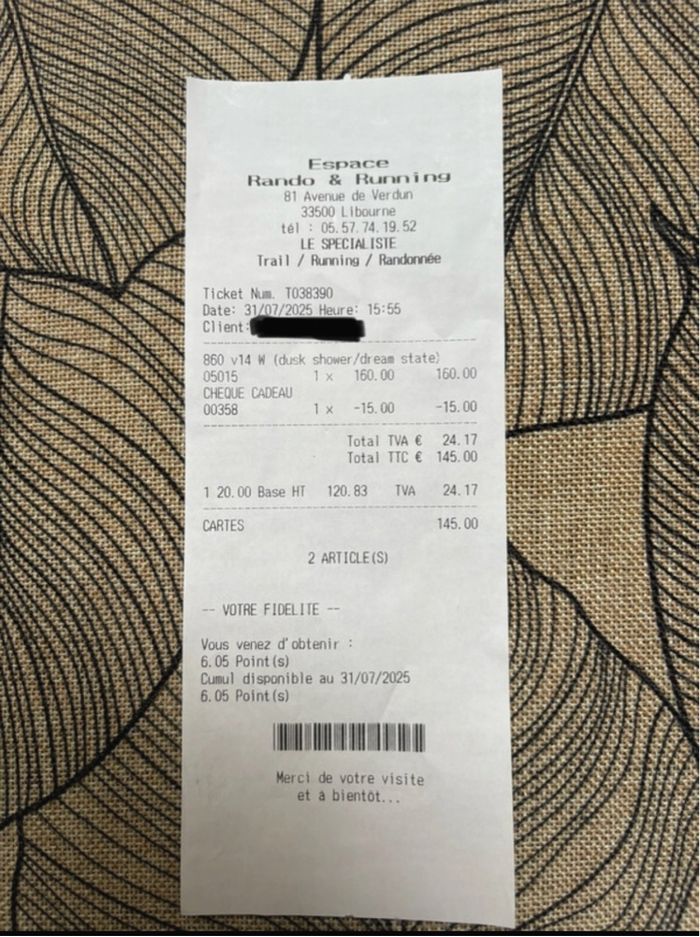 Espace
Rando & Running
81 Avenue de Verdun
33500 Libourne
tél : 05.57.74.19.52
LE SPECIALISTE
Trail / Running / Randonnée
Ticket Num. T038390
Date: 31/07/2025 Heure: 15:55
Client:
860 v14 W (dusk shower/dream state)
05015 1 x 160.00 160.00
CHEQUE CADEAU
00358 1 x -15.00 -15.00
Total TVA € 24.17
Total TTC € 145.00
1 20.00 Base HT 120.83 TVA 24.17
CARTES 145.00
2 ARTICLE(S)
-- VOTRE FIDELITE --
Vous venez d'obtenir :
6.05 Point(s)
Cumul disponible au 31/07/2025
6.05 Point(s)
Merci de votre visite
et à bientôt...